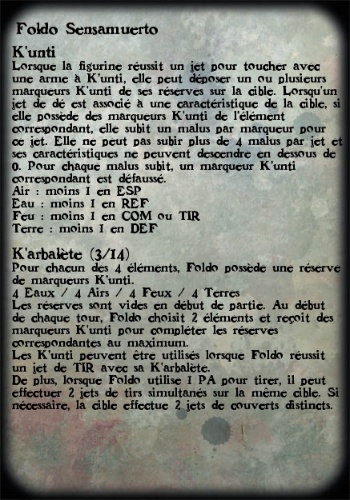 Foldo Sensamuerto
K'unti
Lorsque la figurine réussit un jet pour toucher avec
une arme à K'unti, elle peut déposer un ou plusieurs
marqueurs K'unti de ses réserves sur la cible. Lorsqu'un
jet de dé est associé à une caractéristique de la cible, si
elle possède des marqueurs K'unti de l'élément
correspondant, elle subit un malus par marqueur pour
ce jet. Elle ne peut pas subir plus de 4 malus par jet et
ses caractéristiques ne peuvent descendre en dessous de
0. Pour chaque malus subit, un marqueur K'unti
correspondant est défaussé.
Air : moins 1 en ESP
Eau : moins 1 en REF
Feu : moins 1 en COM ou TIR
Terre : moins 1 en DEF
K'arbalète (3/14)
Pour chacun des 4 éléments, Foldo possède une réserve
de marqueurs K'unti.
4 Eaux / 4 Airs / 4 Feux / 4 Terres
Les réserves sont vides en début de partie. Au début
de chaque tour, Foldo choisit 2 éléments et reçoit des
marqueurs K'unti pour compléter les réserves
correspondantes au maximum.
Les K'unti peuvent être utilisés lorsque Foldo réussit
un jet de TIR avec sa K'arbalète.
De plus, lorsque Foldo utilise 1 PA pour tirer, il peut
effectuer 2 jets de tirs simultanés sur la même cible. Si
nécessaire, la cible effectue 2 jets de couverts distincts.